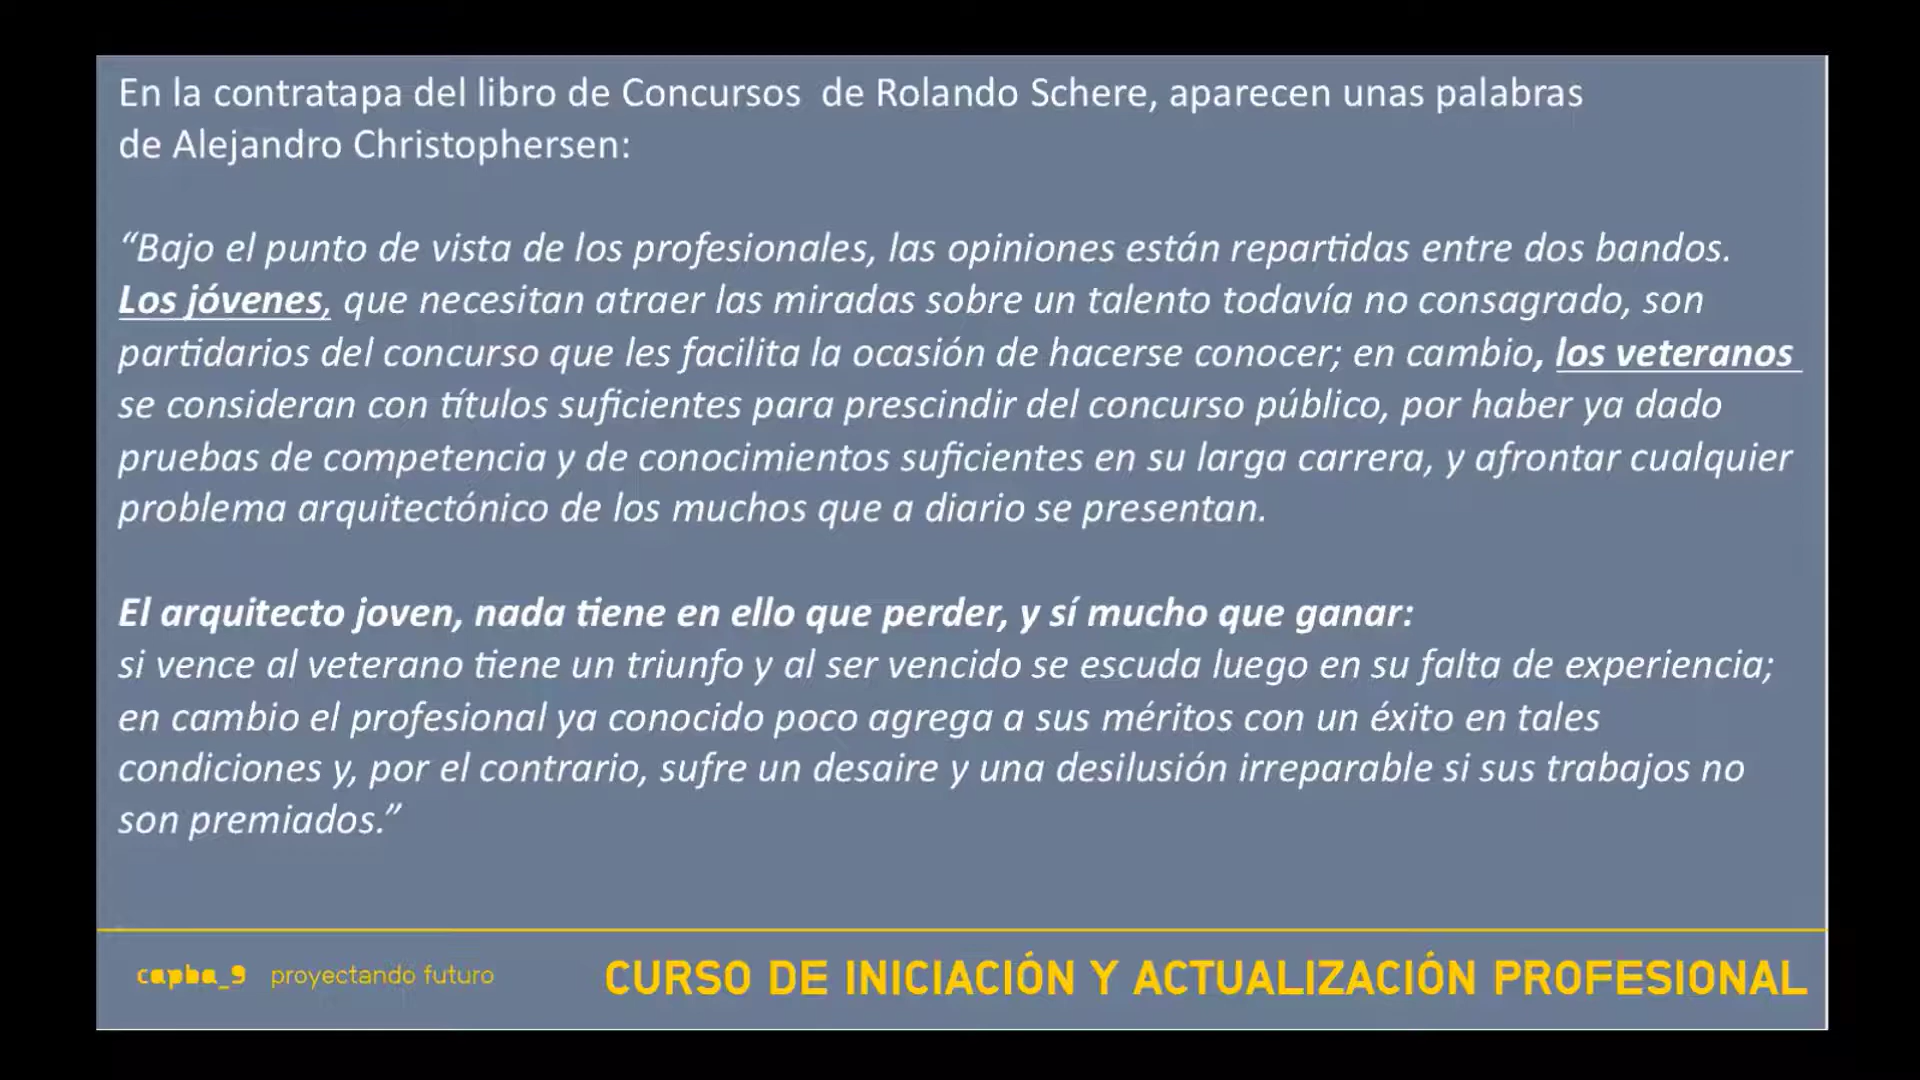 En la contratapa del libro de Concursos  de Rolando Schere, aparecen unas palabras
de Alejandro Christophersen:
“Bajo el punto de vista de los profesionales, las opiniones están repartidas entre dos bandos.
Los jóvenes, que necesitan atraer las miradas sobre un talento todavía no consagrado, son
partidarios del concurso que les facilita la ocasión de hacerse conocer; en cambio, los veteranos
se consideran con títulos suficientes para prescindir del concurso público, por haber ya dado
pruebas de competencia y de conocimientos suficientes en su larga carrera, y afrontar cualquier
problema arquitectónico de los muchos que a diario se presentan.
El arquitecto joven, nada tiene en ello que perder, y sí mucho que ganar:
si vence al veterano tiene un triunfo y al ser vencido se escuda luego en su falta de experiencia;
en cambio el profesional ya conocido poco agrega a sus méritos con un éxito en tales
condiciones y, por el contrario, sufre un desaire y una desilusión irreparable si sus trabajos no
son premiados.”
capba_9 proyectando futuro
CURSO DE INICIACIÓN Y ACTUALIZACIÓN PROFESIONAL